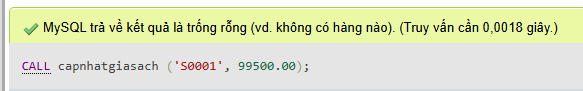 MySQL trả về kết quả là trống rỗng (vd. không có hàng nào). (Truy vấn cần 0,0018 giây.)
CALL capnhatgiasach ('S0001', 99500.00);